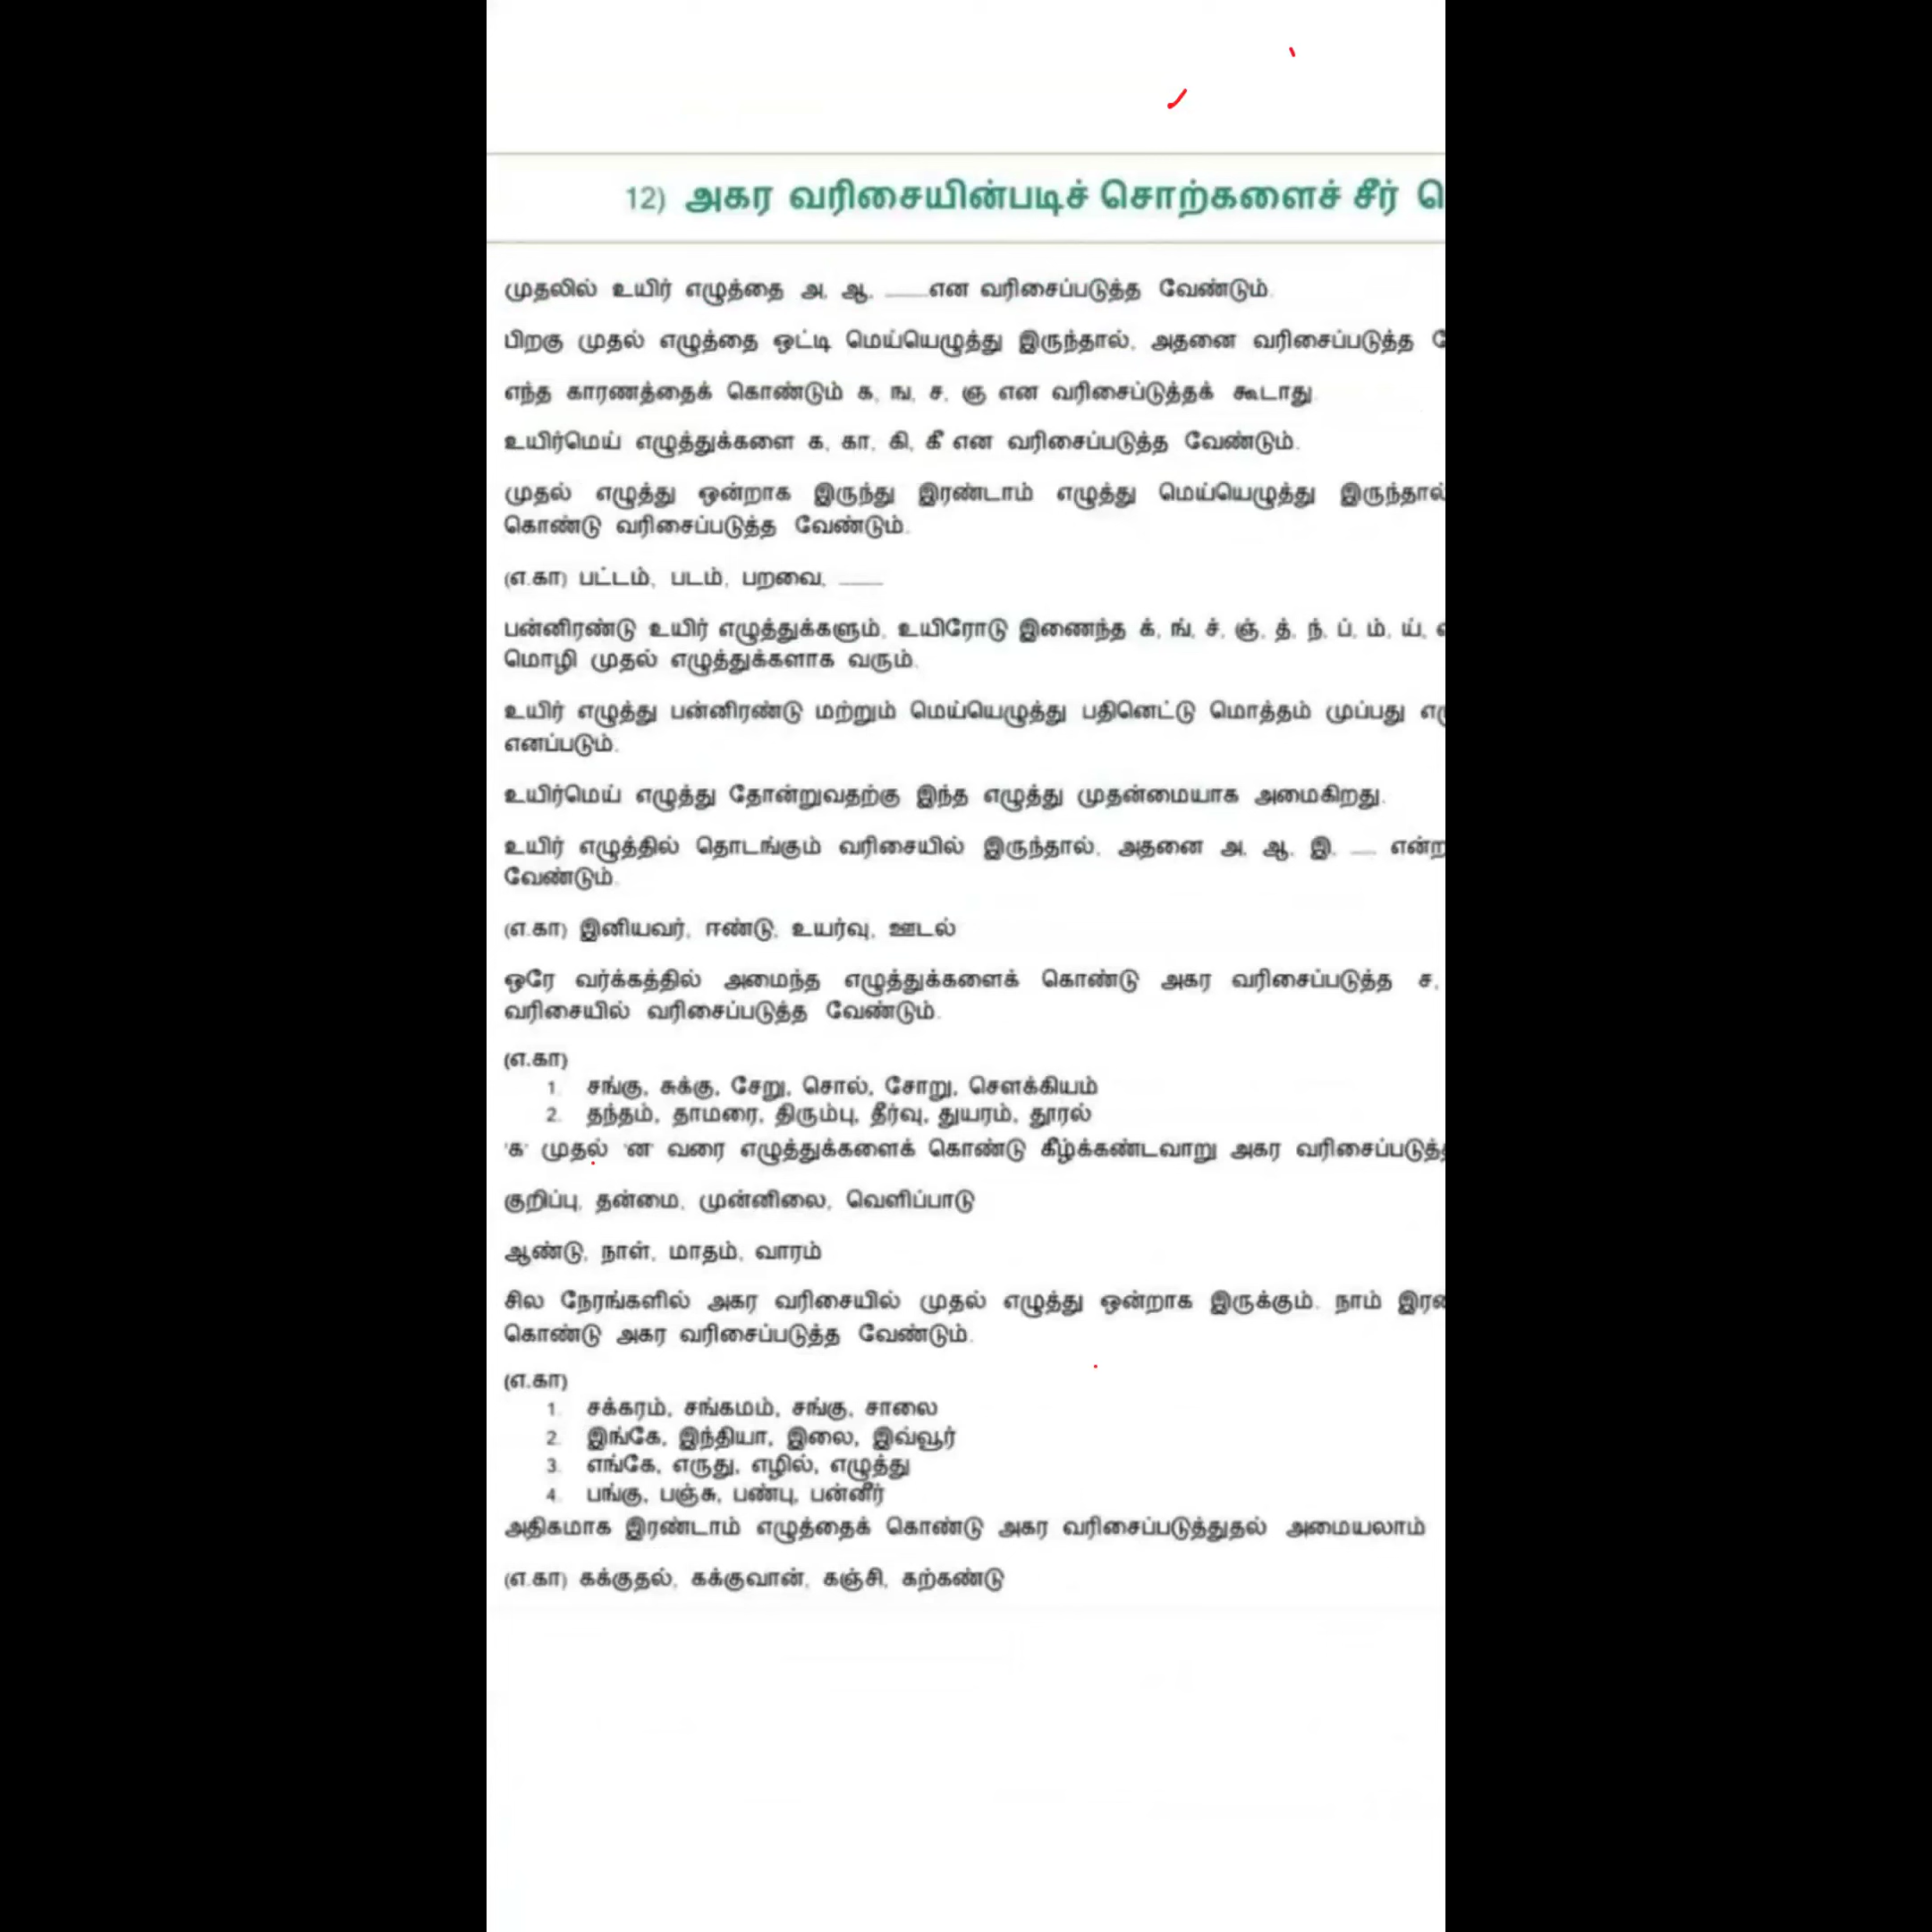 12) அகர வரிசையின்படிச் சொற்களைச் சீர்
முதலில் உயிர் எழுத்தை அ, ஆ, ........என வரிசைப்படுத்த வேண்டும்.
பிறகு முதல் எழுத்தை ஒட்டி மெய்யெழுத்து இருந்தால், அதனை வரிசைப்படுத்த
எந்த காரணத்தைக் கொண்டும் க, ங, ச, ஞ என வரிசைப்டுத்தக் கூடாது.
உயிர்மெய் எழுத்துக்களை க, கா, கி, கீ என வரிசைப்படுத்த வேண்டும்.
முதல் எழுத்து ஒன்றாக இருந்து இரண்டாம் எழுத்து மெய்யெழுத்து இருந்தால்
கொண்டு வரிசைப்படுத்த வேண்டும்.
(எ.கா) பட்டம், படம், பறவை, ........
பன்னிரண்டு உயிர் எழுத்துக்களும், உயிரோடு இணைந்த க், ங், ச், ஞ், த், ந், ப், ம், ய்,
மொழி முதல் எழுத்துக்களாக வரும்.
உயிர் எழுத்து பன்னிரண்டு மற்றும் மெய்யெழுத்து பதினெட்டு மொத்தம் முப்பது
எனப்படும்.
உயிர்மெய் எழுத்து தோன்றுவதற்கு இந்த எழுத்து முதன்மையாக அமைகிறது.
உயிர் எழுத்தில் தொடங்கும் வரிசையில் இருந்தால், அதனை அ, ஆ, இ, ..... என்ற
வேண்டும்.
(எ.கா) இனியவர், ஈண்டு, உயர்வு, ஊடல்
ஒரே வர்க்கத்தில் அமைந்த எழுத்துக்களைக் கொண்டு அகர வரிசைப்படுத்த ச,
வரிசையில் வரிசைப்படுத்த வேண்டும்.
(எ.கா)
1. சங்கு, சுக்கு, சேறு, சொல், சோறு, சௌக்கியம்
2. தந்தம், தாமரை, திரும்பு, தீர்வு, துயரம், தூரல்
'க' முதல் 'ன' வரை எழுத்துக்களைக் கொண்டு கீழ்க்கண்டவாறு அகர வரிசைப்படுத்த
குறிப்பு, தன்மை, முன்னிலை, வெளிப்பாடு
ஆண்டு, நாள், மாதம், வாரம்
சில நேரங்களில் அகர வரிசையில் முதல் எழுத்து ஒன்றாக இருக்கும். நாம்
கொண்டு அகர வரிசைப்படுத்த வேண்டும்.
(எ.கா)
1. சக்கரம், சங்கமம், சங்கு, சாலை
2. இங்கே, இந்தியா, இலை, இவ்வூர்
3. எங்கே, எருது, எழில், எழுத்து
4. பங்கு, பஞ்சு, பண்பு, பன்னீர்
அதிகமாக இரண்டாம் எழுத்தைக் கொண்டு அகர வரிசைப்படுத்துதல் அமையலாம்
(எ.கா) கக்குதல், கக்குவான், கஞ்சி, கற்கண்டு